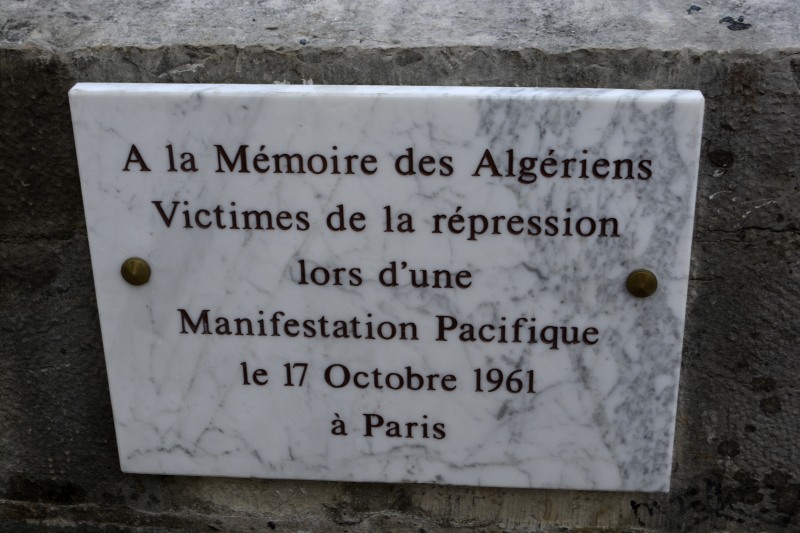 A la Mémoire des Algériens
Victimes de la répression
lors d'une
Manifestation Pacifique
le 17 Octobre 1961
à Paris